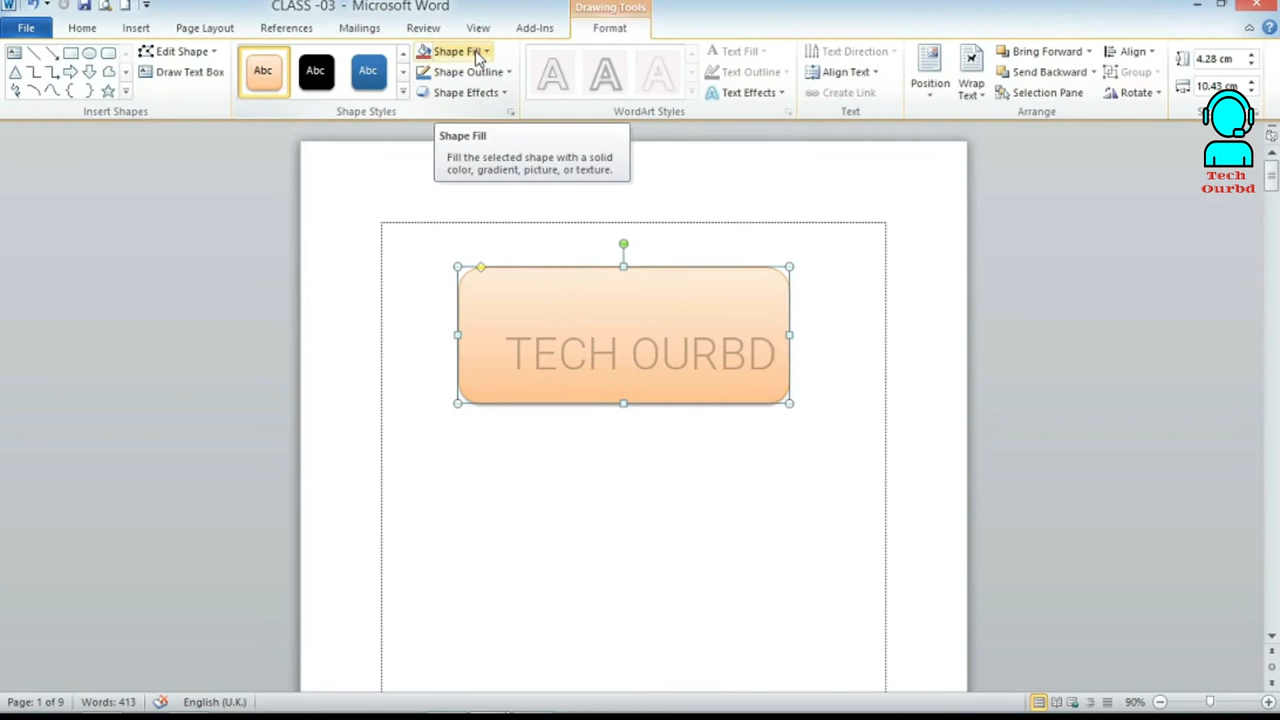 CLASS -03 - Microsoft Word
Drawing Tools
File Home Insert Page Layout References Mailings Review View Add-Ins Format
Edit Shape
Draw Text Box
Insert Shapes
Abc Abc Abc
Shape Fill
Shape Outline
Shape Effects
Shape Styles
A A A
WordArt Styles
Text Fill
Text Outline
Text Effects
Text Direction
Align Text
Create Link
Text
Position
Wrap
Text
Bring Forward
Send Backward
Selection Pane
Align
Group
Rotate
Arrange
4.28 cm
10.43 cm
Tech
Ourbd
Shape Fill
Fill the selected shape with a solid
color, gradient, picture, or texture.
TECH OURBD
Page: 1 of 9 Words: 413 English (U.K.) 90%